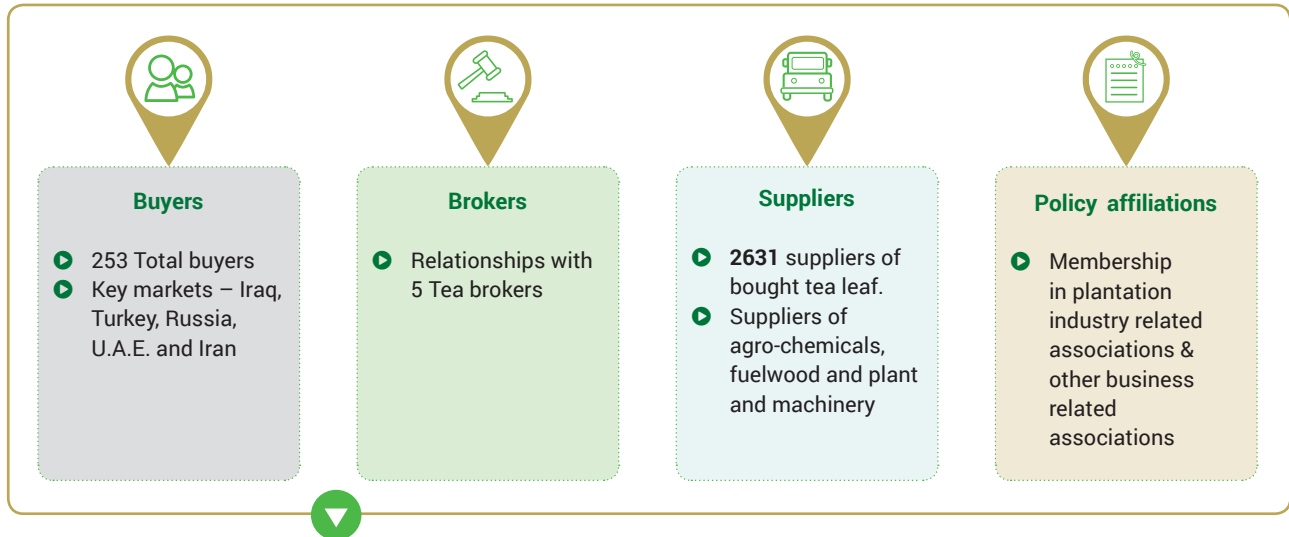 Buyers
253 Total buyers
Key markets – Iraq,
Turkey, Russia,
U.A.E. and Iran
Brokers
Relationships with
5 Tea brokers
Suppliers
2631 suppliers of
bought tea leaf.
Suppliers of
agro-chemicals,
fuelwood and plant
and machinery
Policy affiliations
Membership
in plantation
industry related
associations &
other business
related
associations